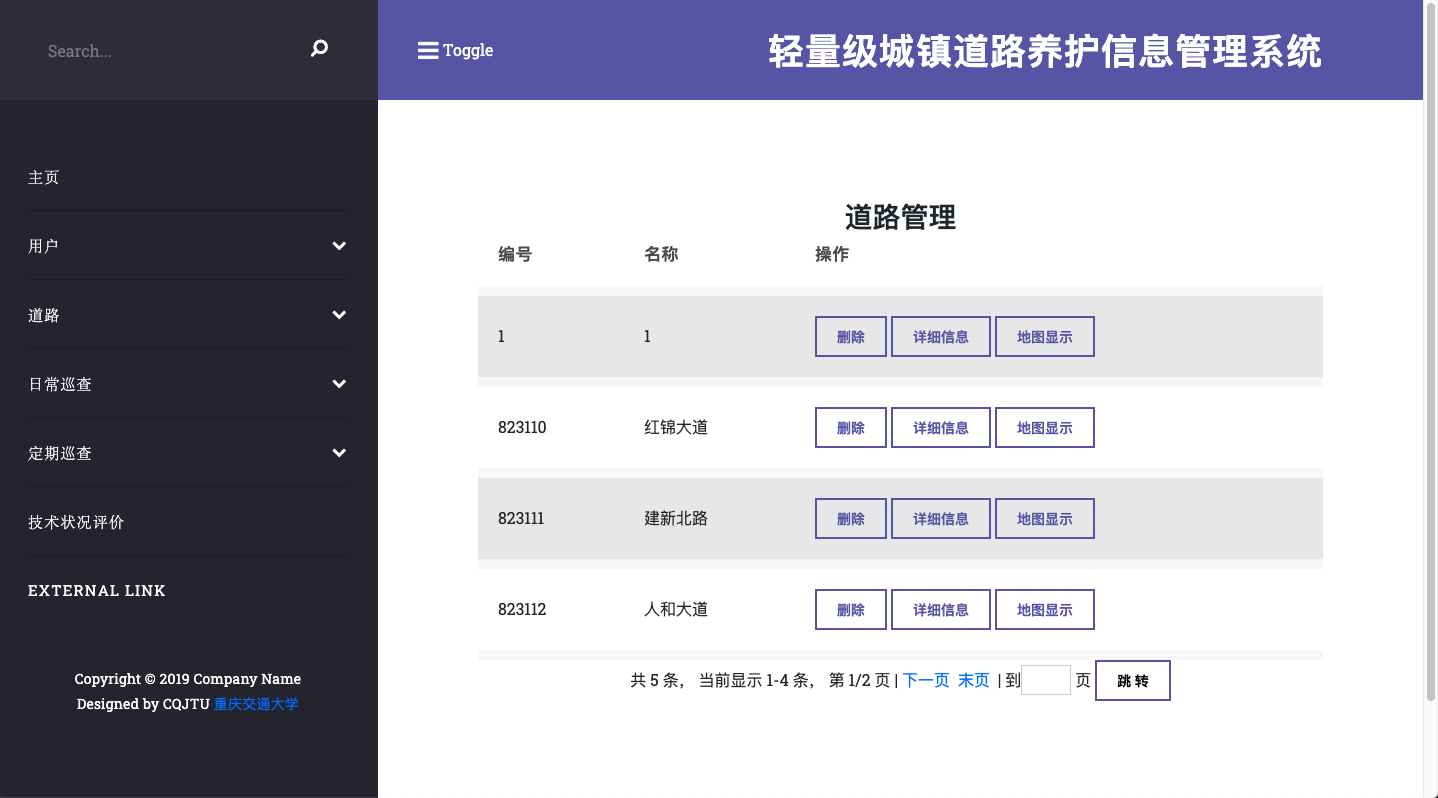 Search...
Toggle
轻量级城镇道路养护信息管理系统
主页
用户
道路
日常巡查
定期巡查
技术状况评价
EXTERNAL LINK
Copyright © 2019 Company Name
Designed by CQJTU 重庆交通大学
道路管理
编号 名称 操作
1 1 删除 详细信息 地图显示
823110 红锦大道 删除 详细信息 地图显示
823111 建新北路 删除 详细信息 地图显示
823112 人和大道 删除 详细信息 地图显示
共 5 条， 当前显示 1-4 条， 第 1/2 页 | 下一页 末页 | 到 页 跳 转